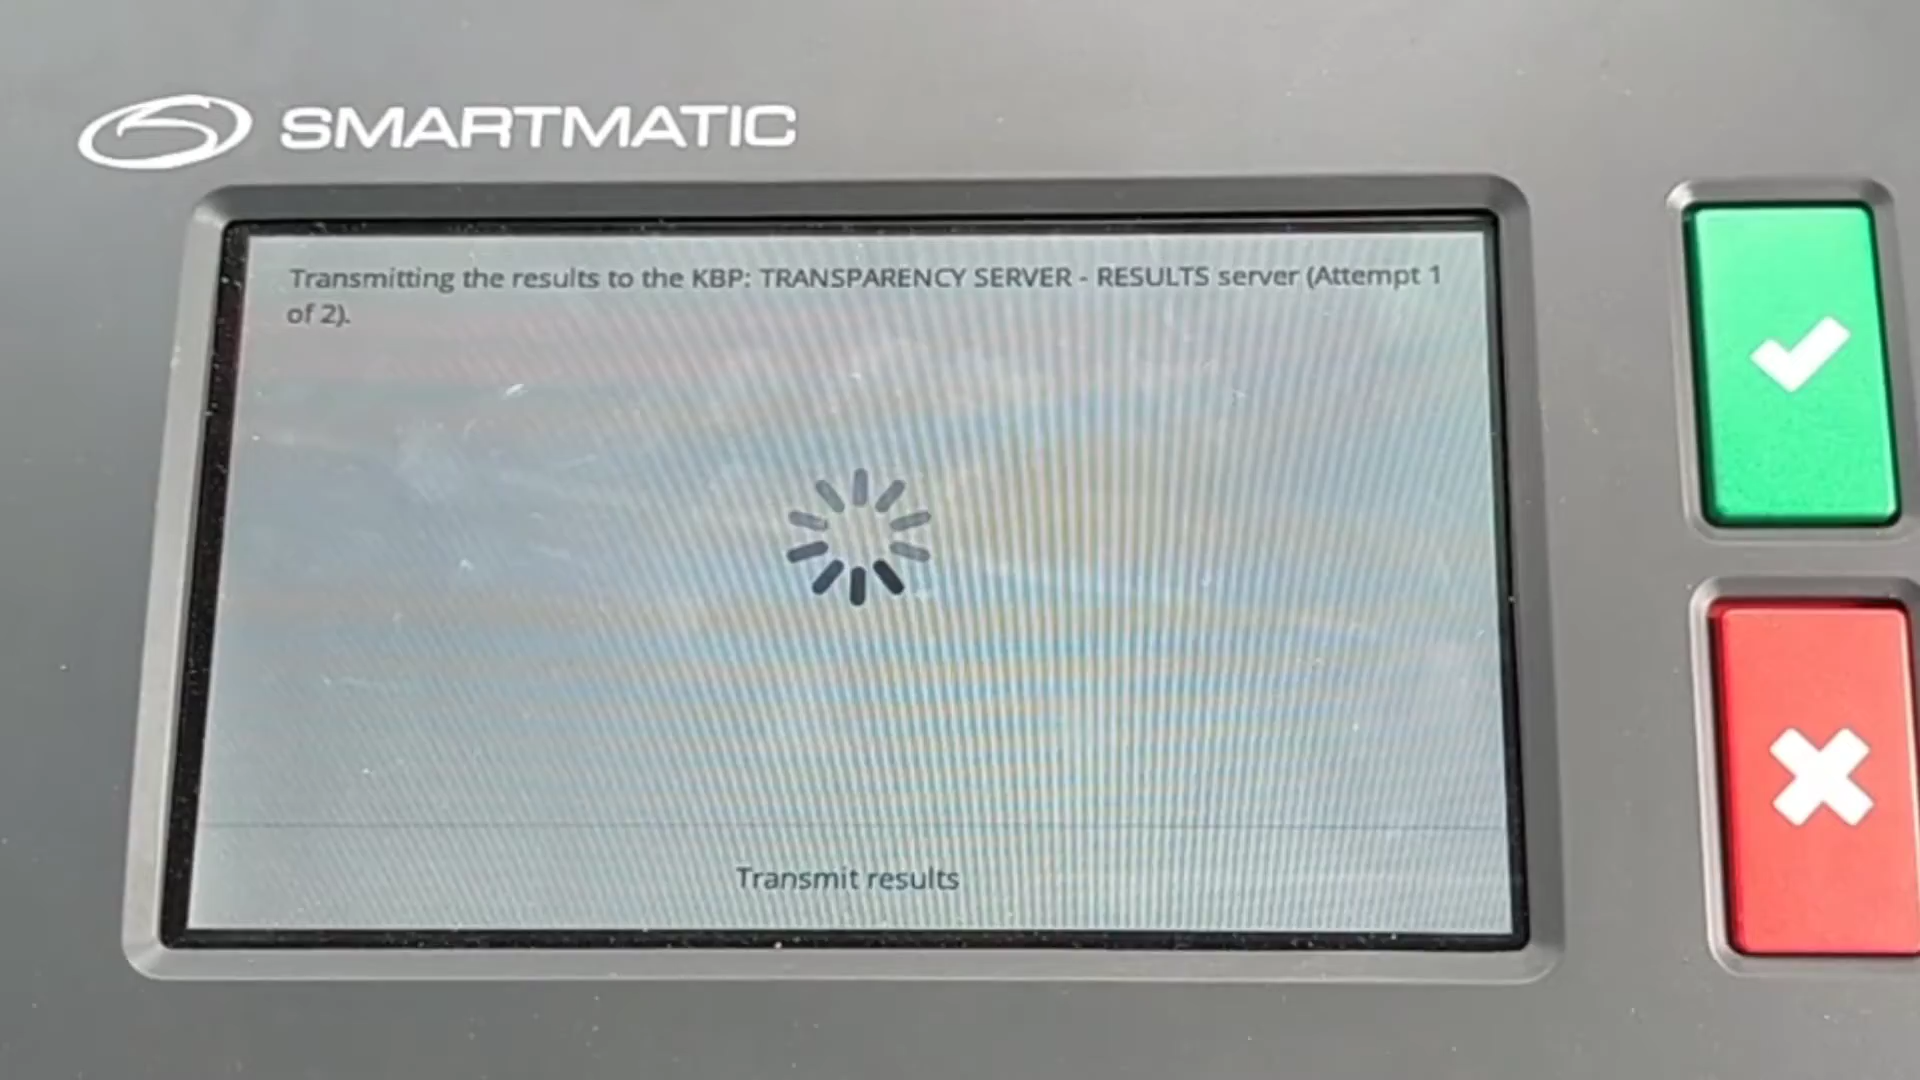 SMARTMATIC
Transmitting the results to the KBP: TRANSPARENCY SERVER - RESULTS server (Attempt 1
of 2).
Transmit results